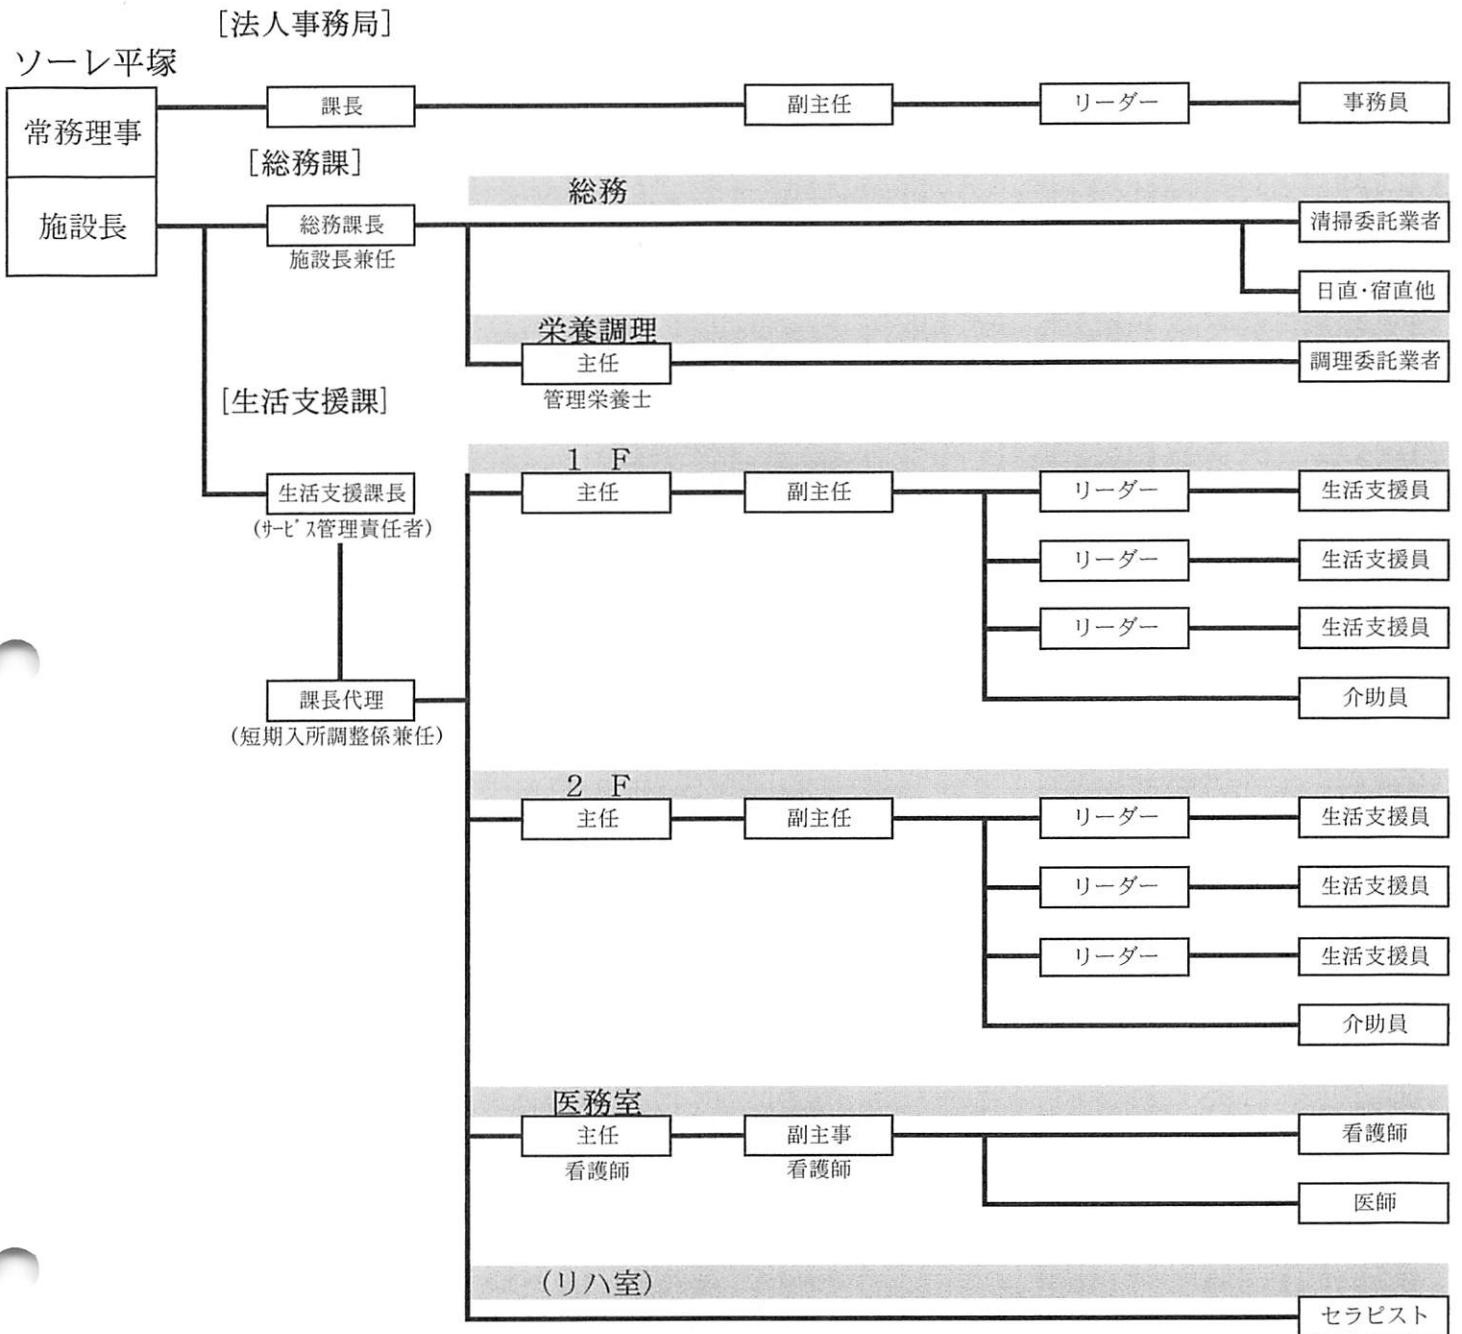 [法人事務局]
ソーレ平塚
常務理事
課長
副主任
リーダー
事務員
[総務課]
総務
施設長
総務課長
清掃委託業者
施設長兼任
日直・宿直他
栄養調理
主任
調理委託業者
管理栄養士
[生活支援課]
1 F
生活支援課長
主任
副主任
リーダー
生活支援員
(ｻｰﾋﾞｽ管理責任者)
リーダー
生活支援員
リーダー
生活支援員
課長代理
介助員
(短期入所調整係兼任)
2 F
主任
副主任
リーダー
生活支援員
リーダー
生活支援員
リーダー
生活支援員
介助員
医務室
主任
副主事
看護師
看護師
看護師
医師
(リハ室)
セラピスト